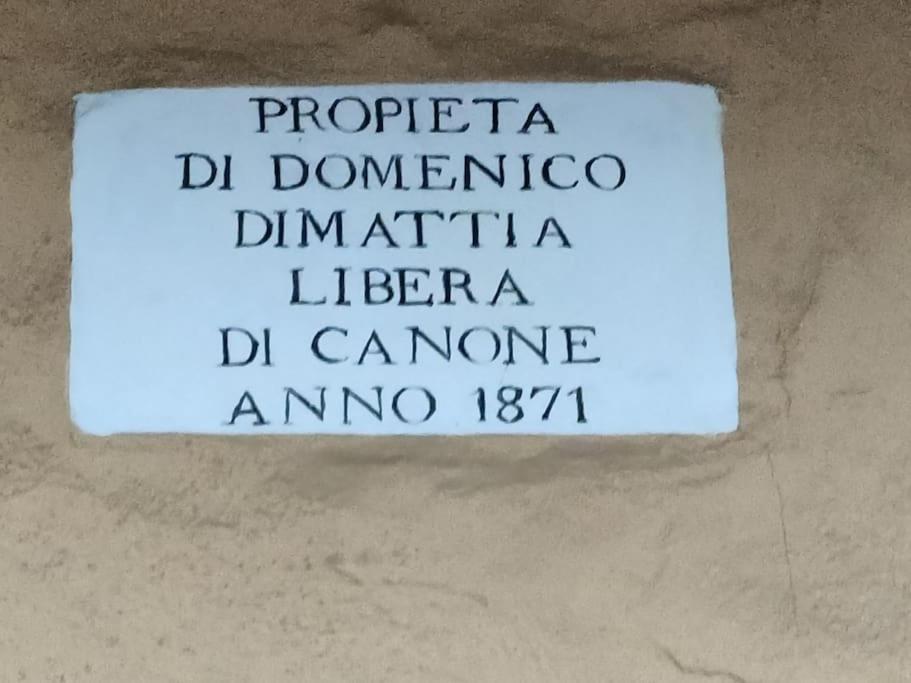 PROPIETA
DI DOMENICO
DIMATTIA
LIBERA
DI CANONE
ANNO 1871